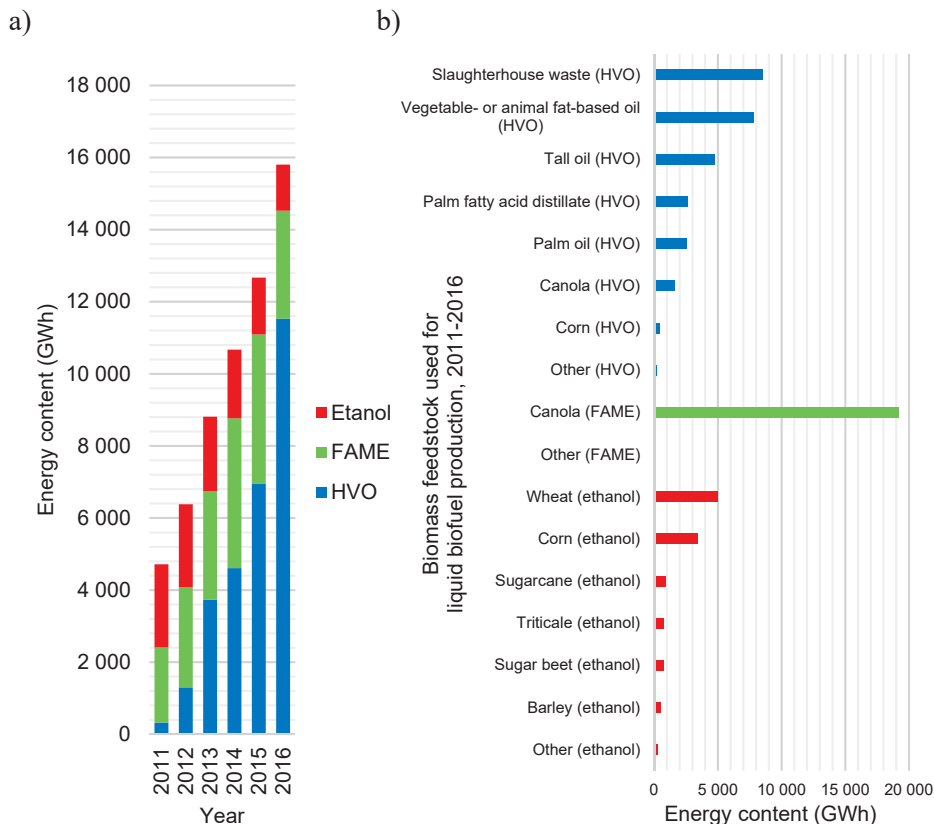 a)
Energy content (GWh)
18 000
16 000
14 000
12 000
10 000
8 000
6 000
4 000
2 000
0
2011
2012
2013
2014
2015
2016
Year
Etanol
FAME
HVO
b)
Biomass feedstock used for
liquid biofuel production, 2011-2016
Slaughterhouse waste (HVO)
Vegetable- or animal fat-based oil
(HVO)
Tall oil (HVO)
Palm fatty acid distillate (HVO)
Palm oil (HVO)
Canola (HVO)
Corn (HVO)
Other (HVO)
Canola (FAME)
Other (FAME)
Wheat (ethanol)
Corn (ethanol)
Sugarcane (ethanol)
Triticale (ethanol)
Sugar beet (ethanol)
Barley (ethanol)
Other (ethanol)
0 5 000 10 000 15 000 20 000
Energy content (GWh)